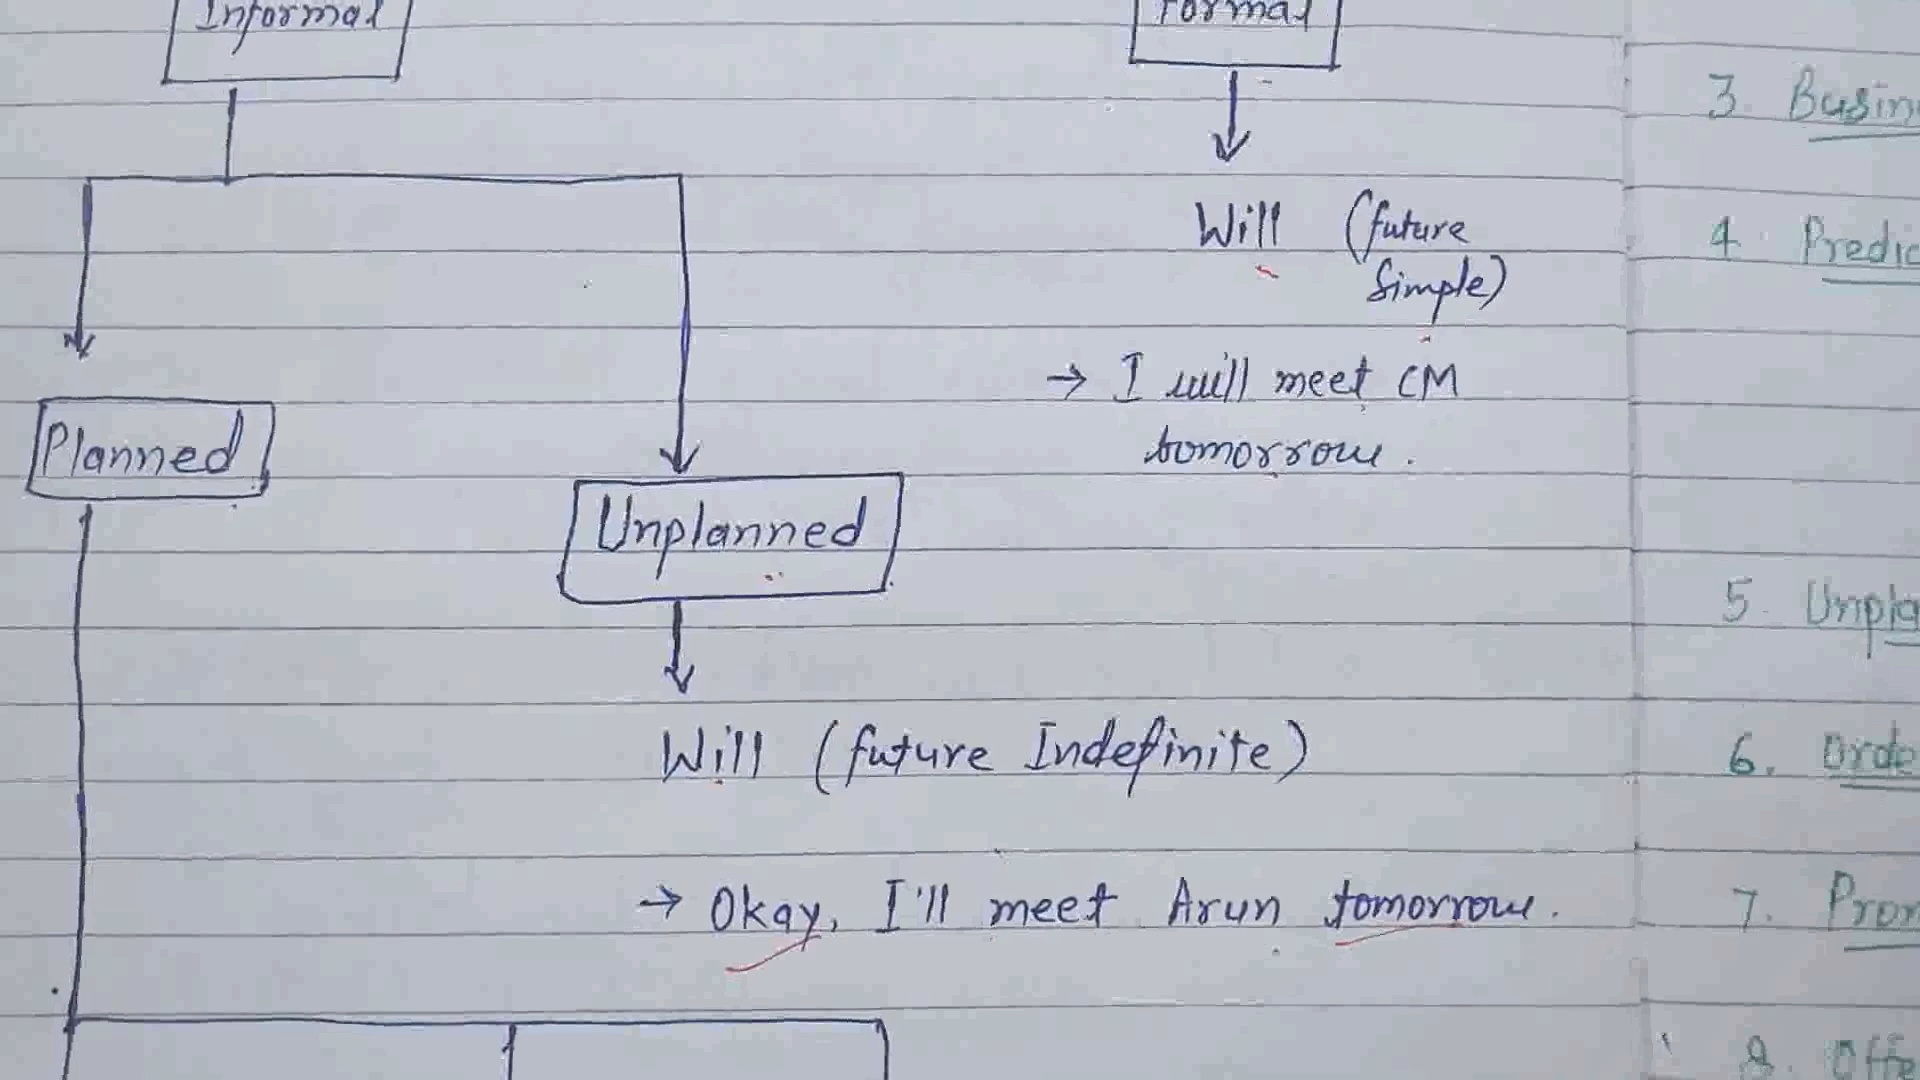 Informal
Formal
Will (future
Simple)
→ I will meet CM
tomorrow.
Planned
Unplanned
Will (future Indefinite)
→ Okay, I'll meet Arun tomorrow.
3.
4.
5.
6.
7.
8.